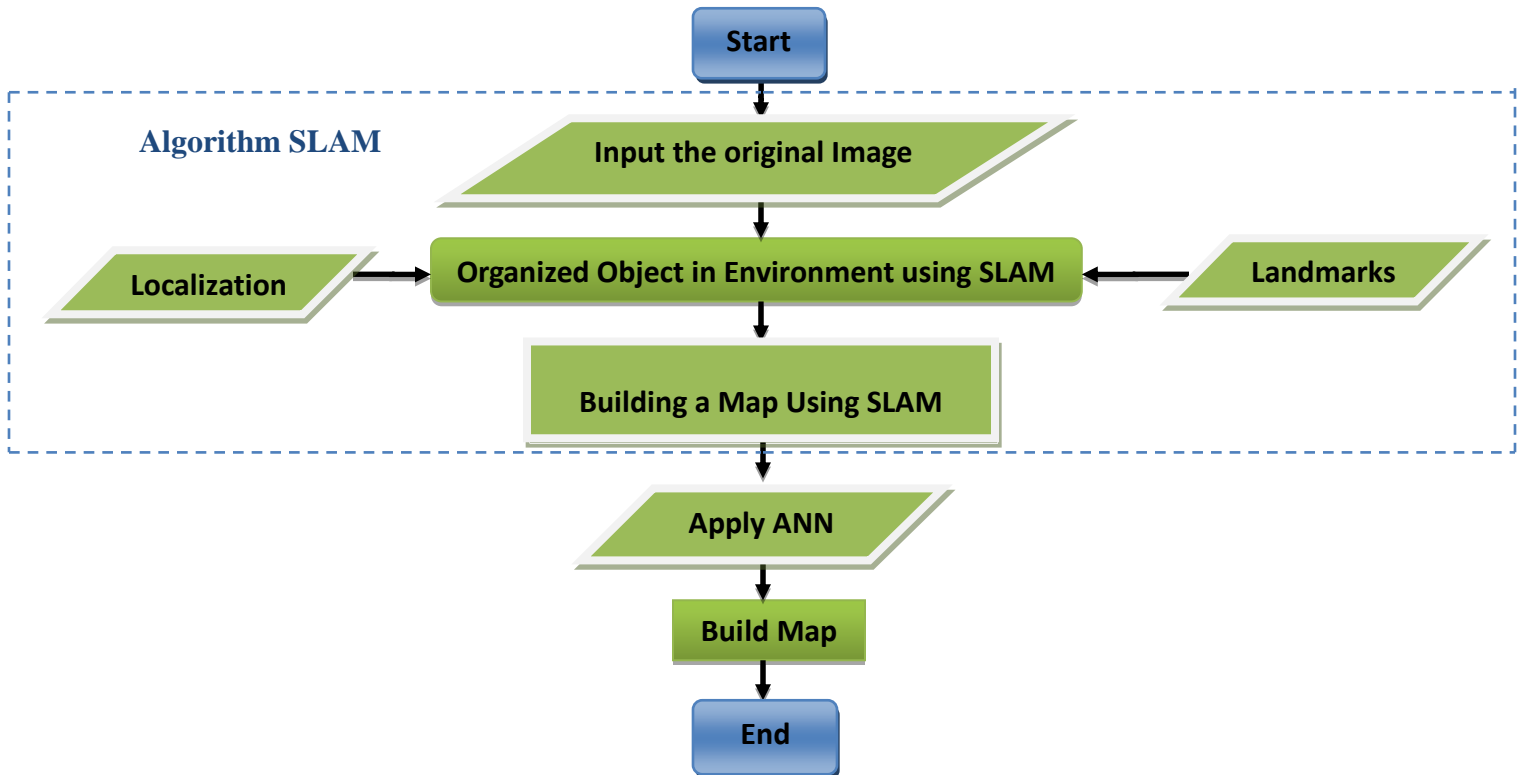 Start
Algorithm SLAM
Input the original Image
Localization
Organized Object in Environment using SLAM
Landmarks
Building a Map Using SLAM
Apply ANN
Build Map
End